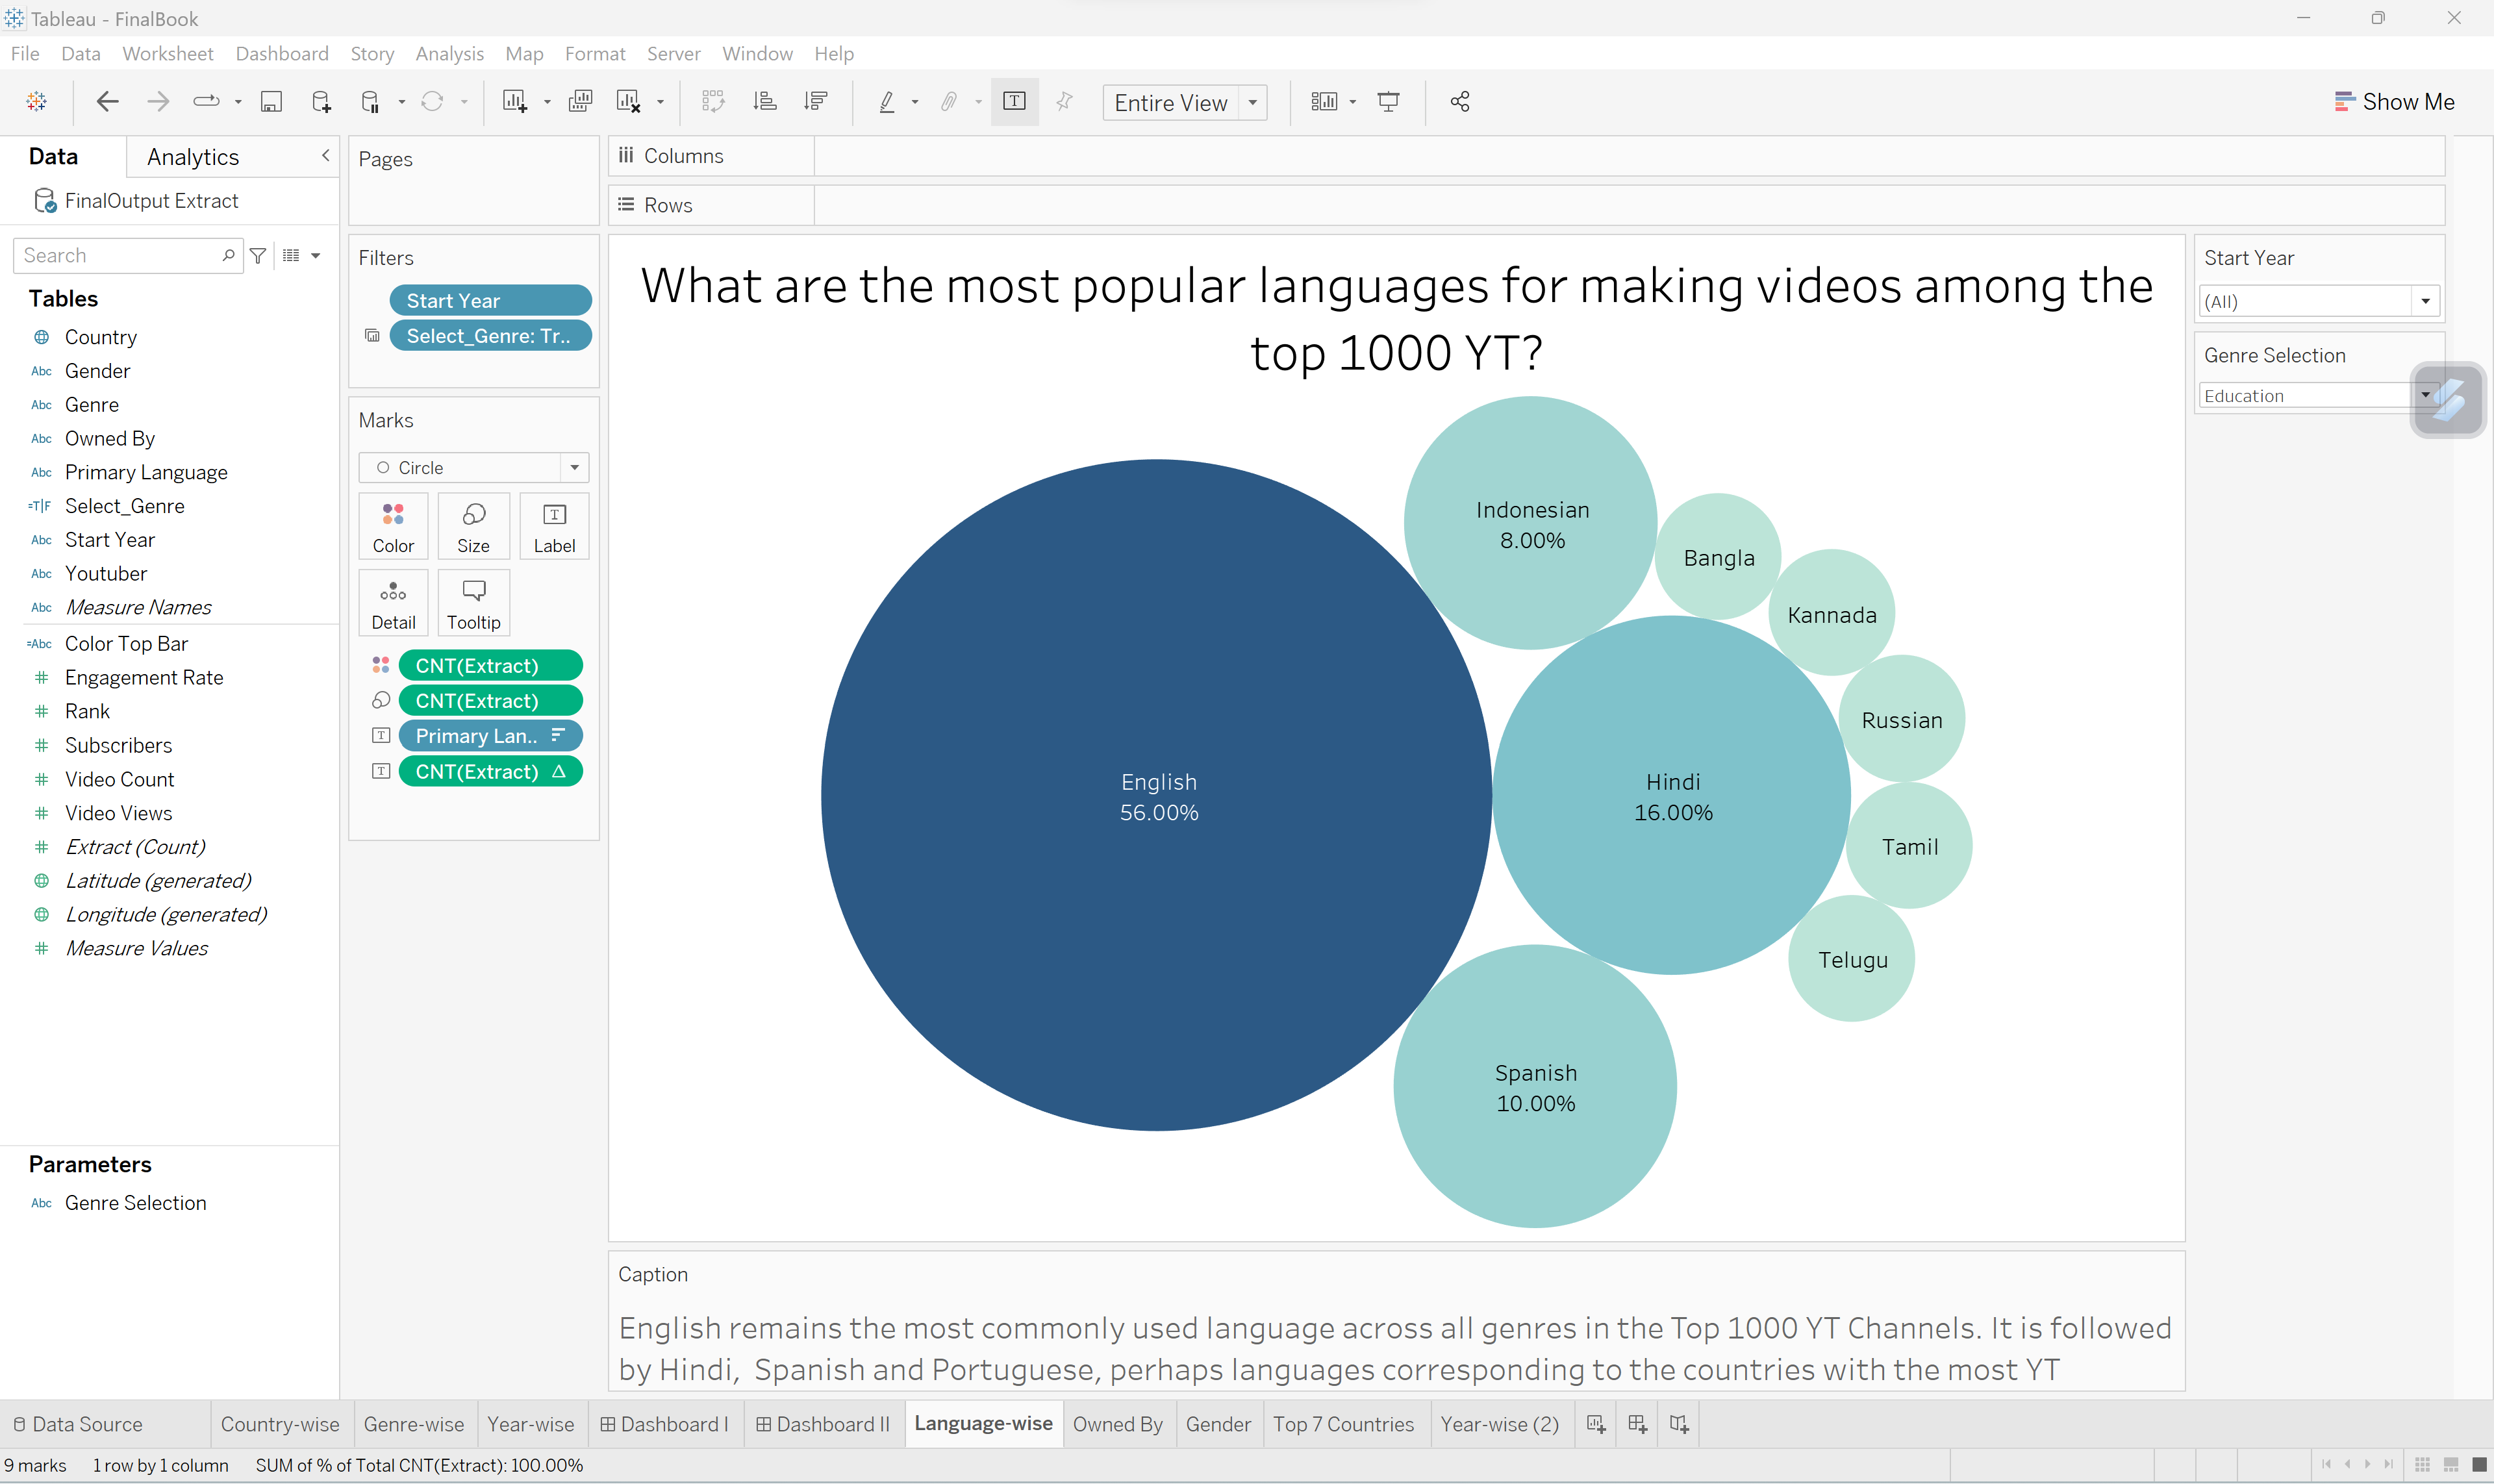 Tableau - FinalBook
File Data Worksheet Dashboard Story Analysis Map Format Server Window Help
Entire View
Show Me
Data Analytics
FinalOutput Extract
Search
Tables
Country
Abc Gender
Abc Genre
Abc Owned By
Abc Primary Language
=T|F Select_Genre
Abc Start Year
Abc Youtuber
Abc Measure Names
=Abc Color Top Bar
# Engagement Rate
# Rank
# Subscribers
# Video Count
# Video Views
# Extract (Count)
Latitude (generated)
Longitude (generated)
# Measure Values
Parameters
Abc Genre Selection
Pages
Filters
Start Year
Select_Genre: Tr..
Marks
Circle
Color Size Label
Detail Tooltip
CNT(Extract)
CNT(Extract)
Primary Lan..
CNT(Extract) Δ
Columns
Rows
What are the most popular languages for making videos among the
top 1000 YT?
Indonesian
8.00%
Bangla
Kannada
Russian
English
56.00%
Hindi
16.00%
Tamil
Telugu
Spanish
10.00%
Caption
English remains the most commonly used language across all genres in the Top 1000 YT Channels. It is followed
by Hindi, Spanish and Portuguese, perhaps languages corresponding to the countries with the most YT
Start Year
(All)
Genre Selection
Education
Data Source Country-wise Genre-wise Year-wise Dashboard I Dashboard II Language-wise Owned By Gender Top 7 Countries Year-wise (2)
9 marks 1 row by 1 column SUM of % of Total CNT(Extract): 100.00%